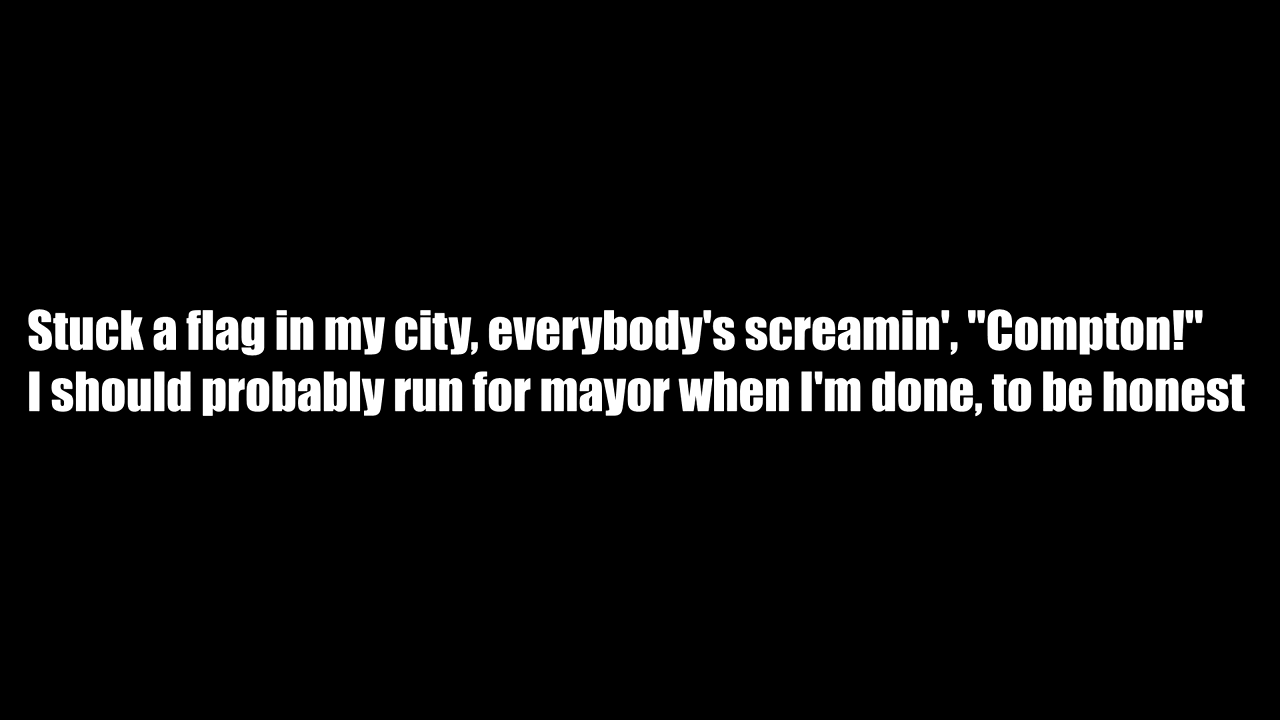 Stuck a flag in my city, everybody's screamin', "Compton!"
I should probably run for mayor when I'm done, to be honest